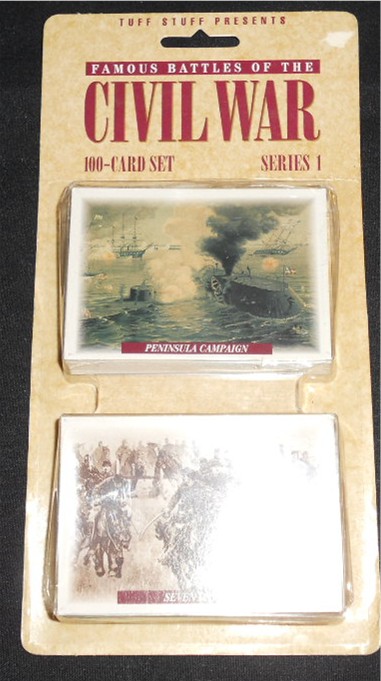 TUFF STUFF PRESENTS
FAMOUS BATTLES OF THE
CIVIL WAR
100-CARD SET SERIES 1
PENINSULA CAMPAIGN